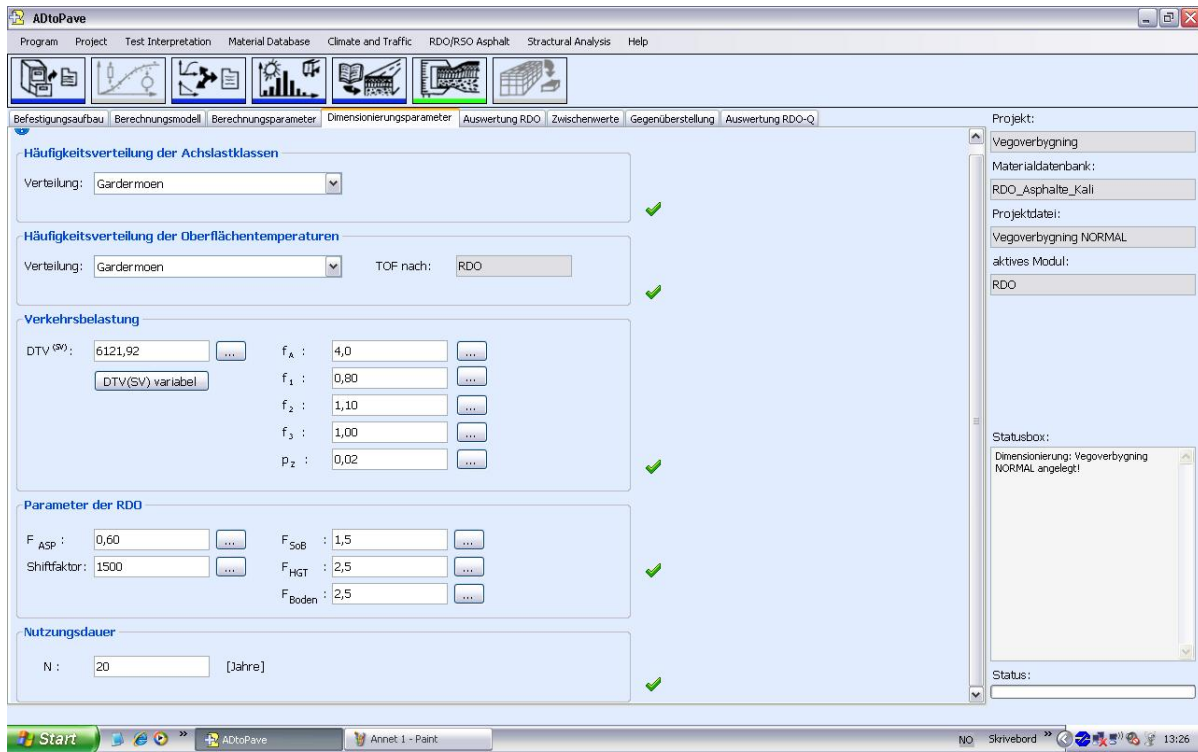 ADtoPave
Program Project Test Interpretation Material Database Climate and Traffic RDO/RSO Asphalt Stractural Analysis Help
Befestigungsaufbau Berechnungsmodell Berechnungsparameter Dimensionierungsparameter Auswertung RDO Zwischenwerte Gegenüberstellung Auswertung RDO-Q
Häufigkeitsverteilung der Achslastklassen
Verteilung: Gardermoen
Häufigkeitsverteilung der Oberflächentemperaturen
Verteilung: Gardermoen TOF nach: RDO
Verkehrsbelastung
DTV (SV): 6121,92 ... f A : 4,0 ...
DTV(SV) variabel f 1 : 0,80 ...
f 2 : 1,10 ...
f 3 : 1,00 ...
p z : 0,02 ...
Parameter der RDO
F ASP : 0,60 ... F SoB : 1,5 ...
Shiftfaktor: 1500 ... F HGT : 2,5 ...
F Boden : 2,5 ...
Nutzungsdauer
N : 20 [Jahre]
Projekt:
Vegoverbygning
Materialdatenbank:
RDO_Asphalte_Kali
Projektdatei:
Vegoverbygning NORMAL
aktives Modul:
RDO
Statusbox:
Dimensionierung: Vegoverbygning
NORMAL angelegt!
Status:
Start » ADtoPave Annet 1 - Paint NO Skrivebord » 13:26